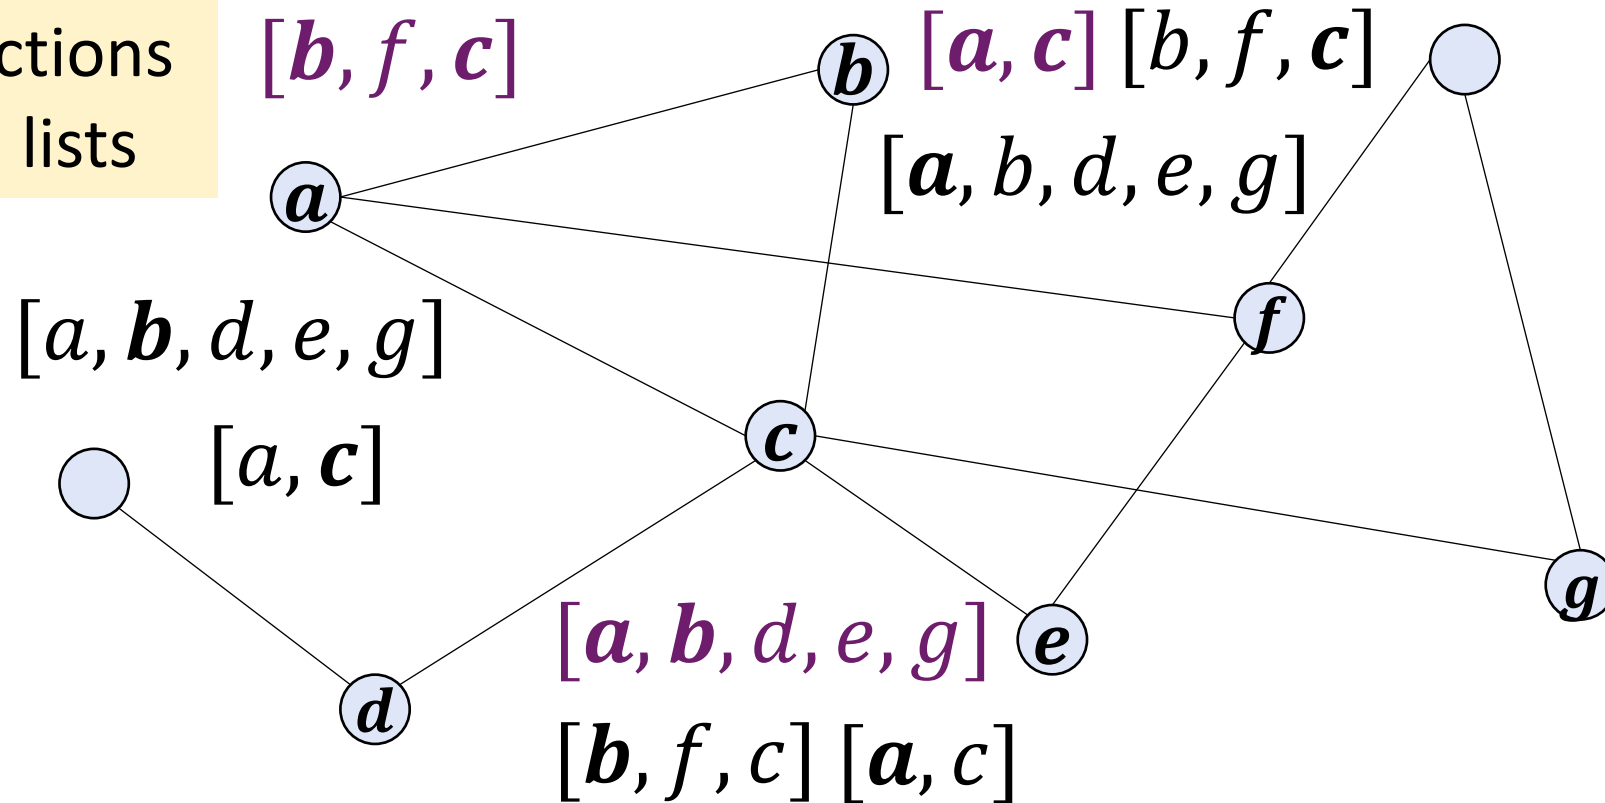 ctions
lists
[b, f, c]
b
[a, c] [b, f, c]
[a, b, d, e, g]
a
[a, b, d, e, g]
f
[a, c]
c
g
[a, b, d, e, g]
e
d
[b, f, c] [a, c]